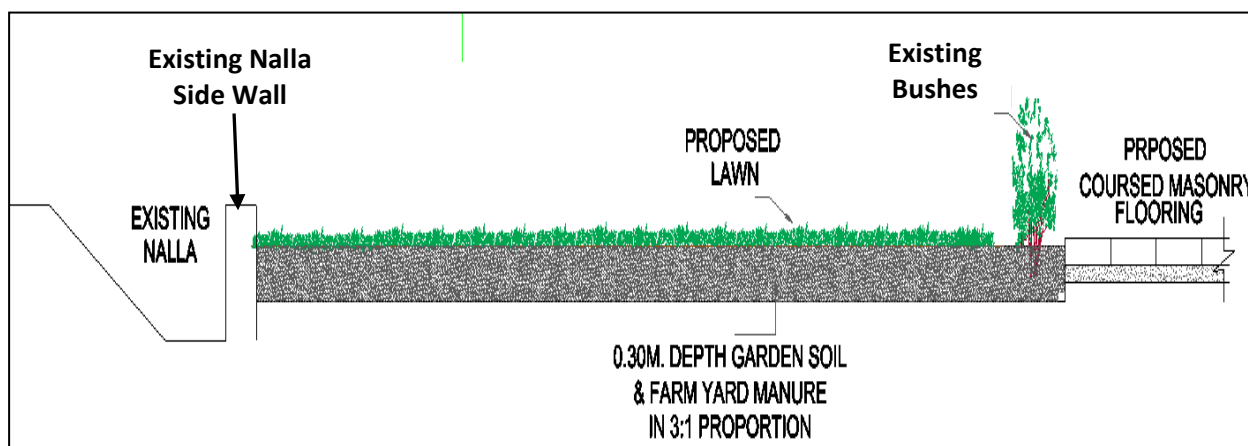 Existing Nalla
Side Wall
EXISTING
NALLA
PROPOSED
LAWN
Existing
Bushes
PRPOSED
COURSED MASONRY
FLOORING
0.30M. DEPTH GARDEN SOIL
& FARM YARD MANURE
IN 3:1 PROPORTION